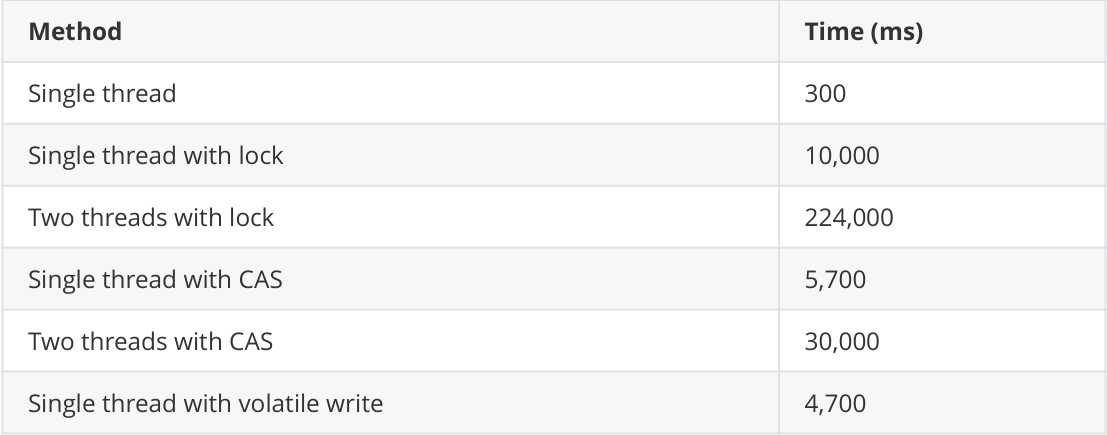 Method Time (ms)
Single thread 300
Single thread with lock 10,000
Two threads with lock 224,000
Single thread with CAS 5,700
Two threads with CAS 30,000
Single thread with volatile write 4,700